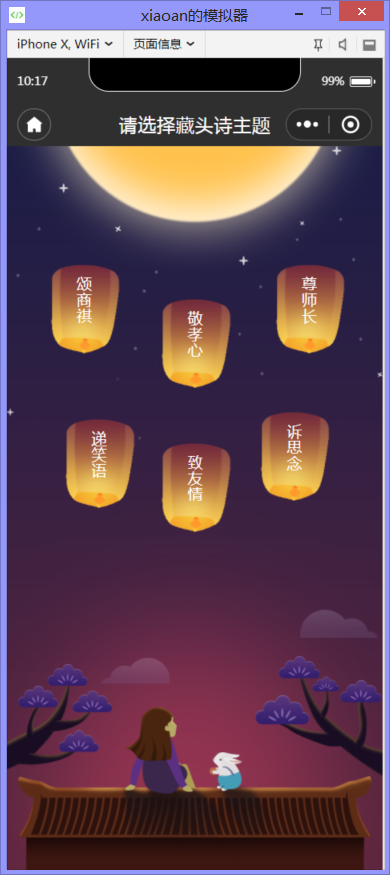 xiaoan的模拟器
iPhone X, WiFi 页面信息
10:17 99%
请选择藏头诗主题
颂商祺
敬孝心
尊师长
递笑语
致友情
诉思念